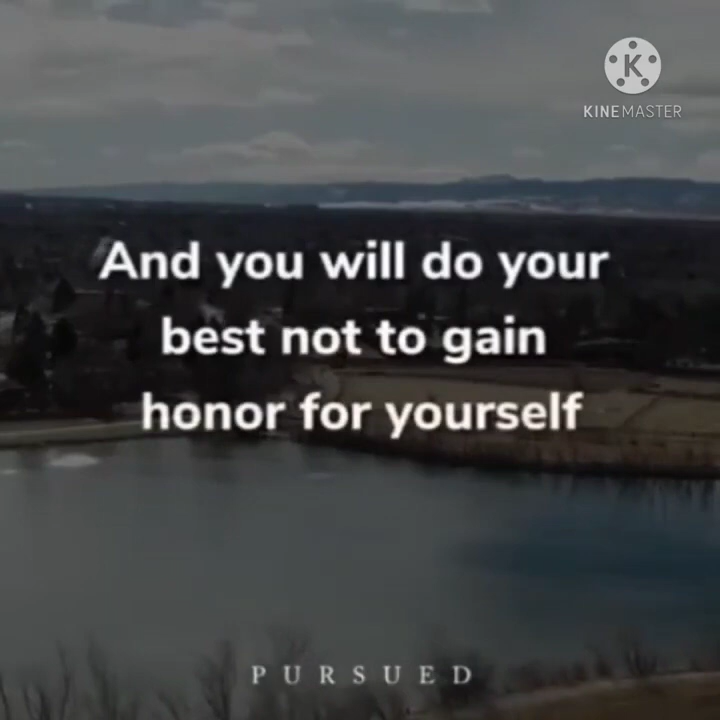 K
KINEMASTER
And you will do your
best not to gain
honor for yourself
PURSUED